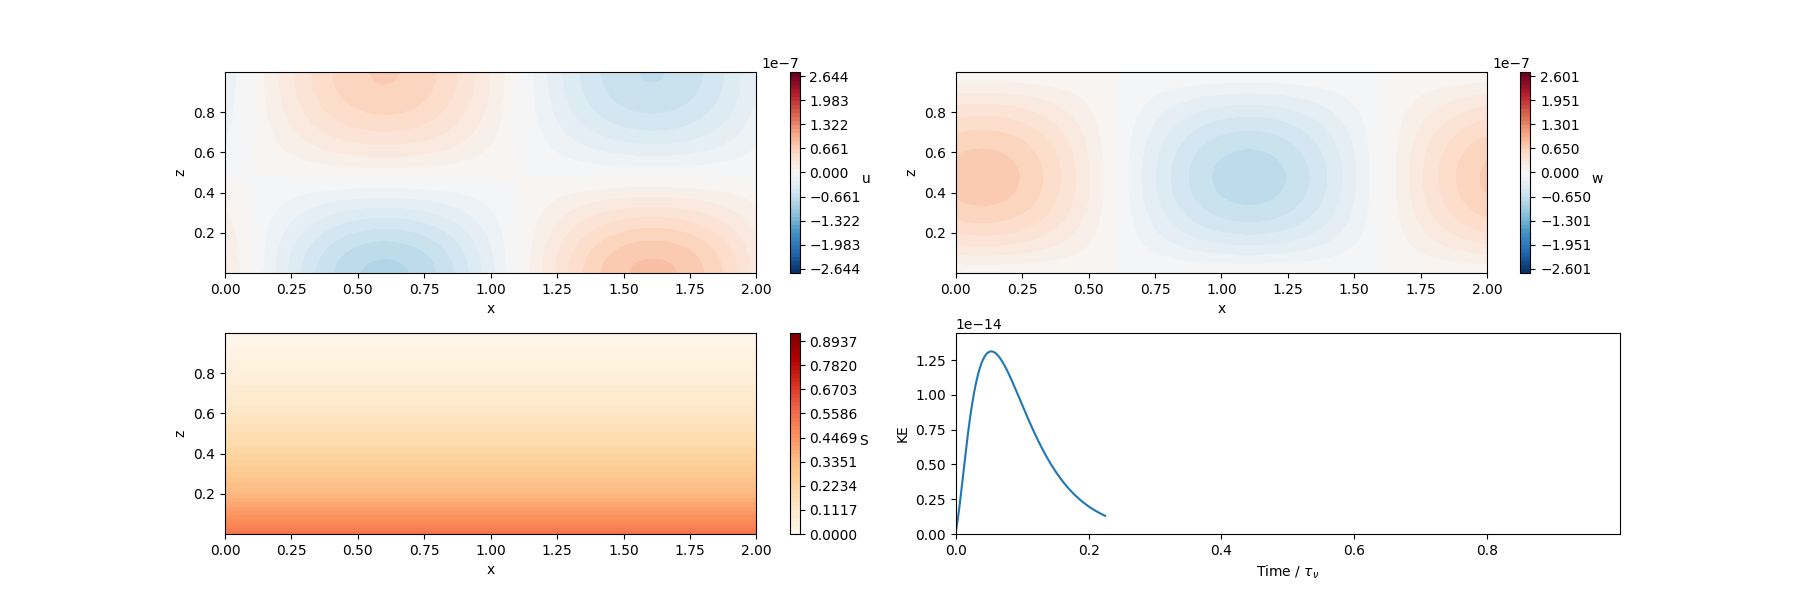 1e−7
2.644
1.983
1.322
0.661
0.000
−0.661
−1.322
−1.983
−2.644
u
z
0.8
0.6
0.4
0.2
0.00 0.25 0.50 0.75 1.00 1.25 1.50 1.75 2.00
x
1e−7
2.601
1.951
1.301
0.650
0.000
−0.650
−1.301
−1.951
−2.601
w
z
0.8
0.6
0.4
0.2
0.00 0.25 0.50 0.75 1.00 1.25 1.50 1.75 2.00
x
0.8937
0.7820
0.6703
0.5586
0.4469
0.3351
0.2234
0.1117
0.0000
S
z
0.8
0.6
0.4
0.2
0.00 0.25 0.50 0.75 1.00 1.25 1.50 1.75 2.00
x
1e−14
KE
1.25
1.00
0.75
0.50
0.25
0.00
0.0 0.2 0.4 0.6 0.8
Time / τν